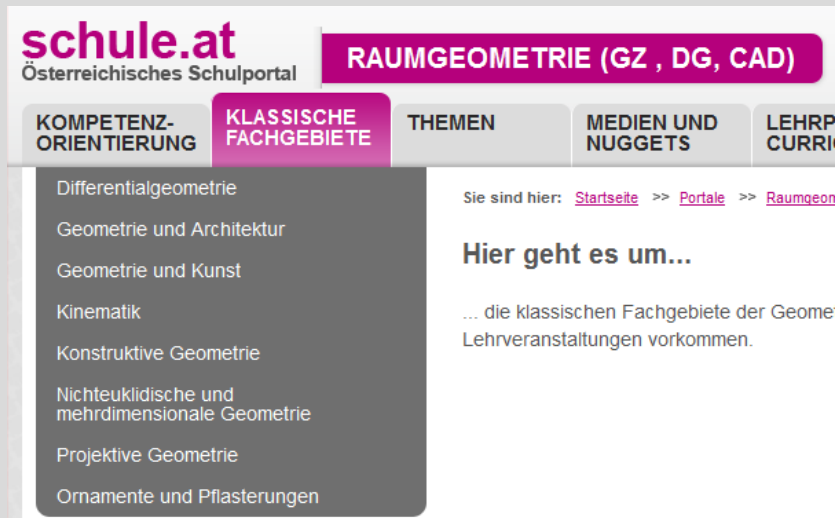 schule.at
Österreichisches Schulportal
RAUMGEOMETRIE (GZ , DG, CAD)
KOMPETENZ-
ORIENTIERUNG
KLASSISCHE
FACHGEBIETE
THEMEN
MEDIEN UND
NUGGETS
Differentialgeometrie
Geometrie und Architektur
Geometrie und Kunst
Kinematik
Konstruktive Geometrie
Nichteuklidische und
mehrdimensionale Geometrie
Projektive Geometrie
Ornamente und Pflasterungen
Sie sind hier: Startseite >> Portale >>
Hier geht es um...
... die klassischen Fachgebiete der
Lehrveranstaltungen vorkommen.